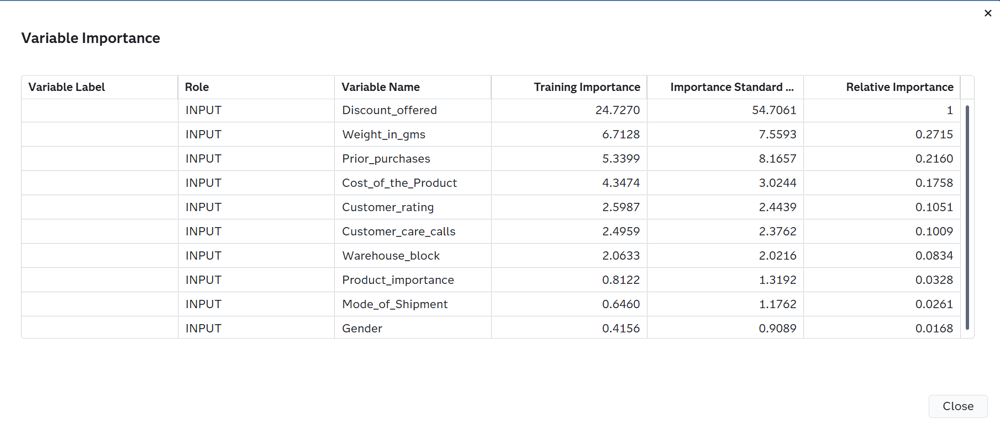 ×
Variable Importance
Variable Label Role Variable Name Training Importance Importance Standard ... Relative Importance
INPUT Discount_offered 24.7270 54.7061 1
INPUT Weight_in_gms 6.7128 7.5593 0.2715
INPUT Prior_purchases 5.3399 8.1657 0.2160
INPUT Cost_of_the_Product 4.3474 3.0244 0.1758
INPUT Customer_rating 2.5987 2.4439 0.1051
INPUT Customer_care_calls 2.4959 2.3762 0.1009
INPUT Warehouse_block 2.0633 2.0216 0.0834
INPUT Product_importance 0.8122 1.3192 0.0328
INPUT Mode_of_Shipment 0.6460 1.1762 0.0261
INPUT Gender 0.4156 0.9089 0.0168
Close